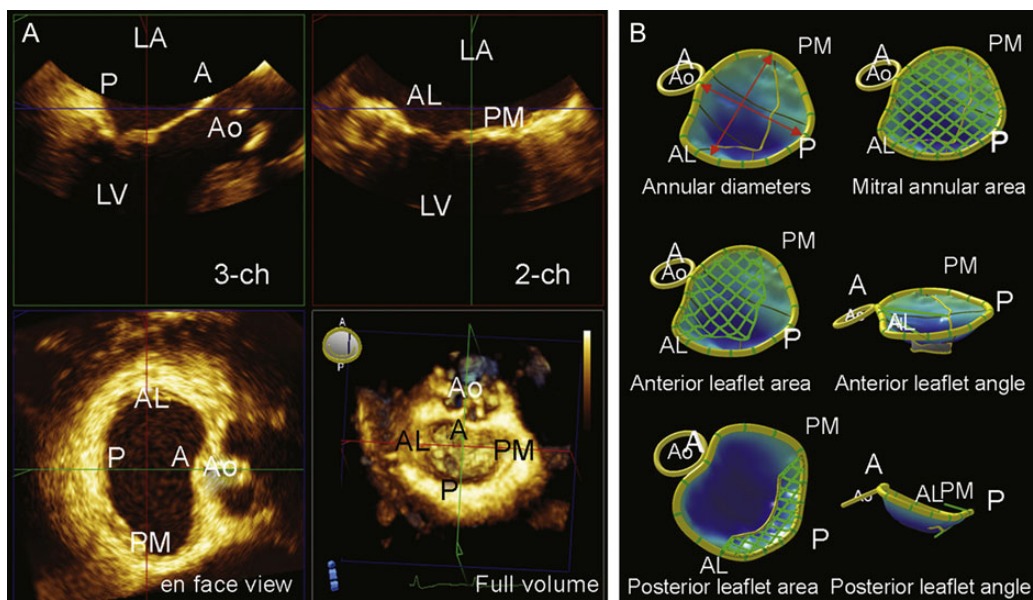 A
LA
P
A
Ao
LV
3-ch
LA
AL
PM
LV
2-ch
AL
P
A
Ao
PM
en face view
A
P
Ao
AL
A
PM
P
Full volume
B
A
Ao
PM
AL
P
Annular diameters
A
Ao
PM
AL
P
Mitral annular area
A
Ao
PM
AL
P
Anterior leaflet area
A
PM
Ao
AL
P
Anterior leaflet angle
A
Ao
PM
P
AL
Posterior leaflet area
A
Ao
AL
PM
P
Posterior leaflet angle